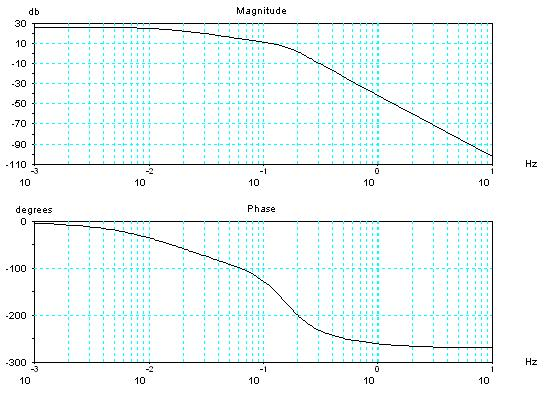 Magnitude
db
30
10
-10
-30
-50
-70
-90
-110
-3 -2 -1 0 1
10 10 10 10 10
Hz
Phase
degrees
0
-100
-200
-300
-3 -2 -1 0 1
10 10 10 10 10
Hz